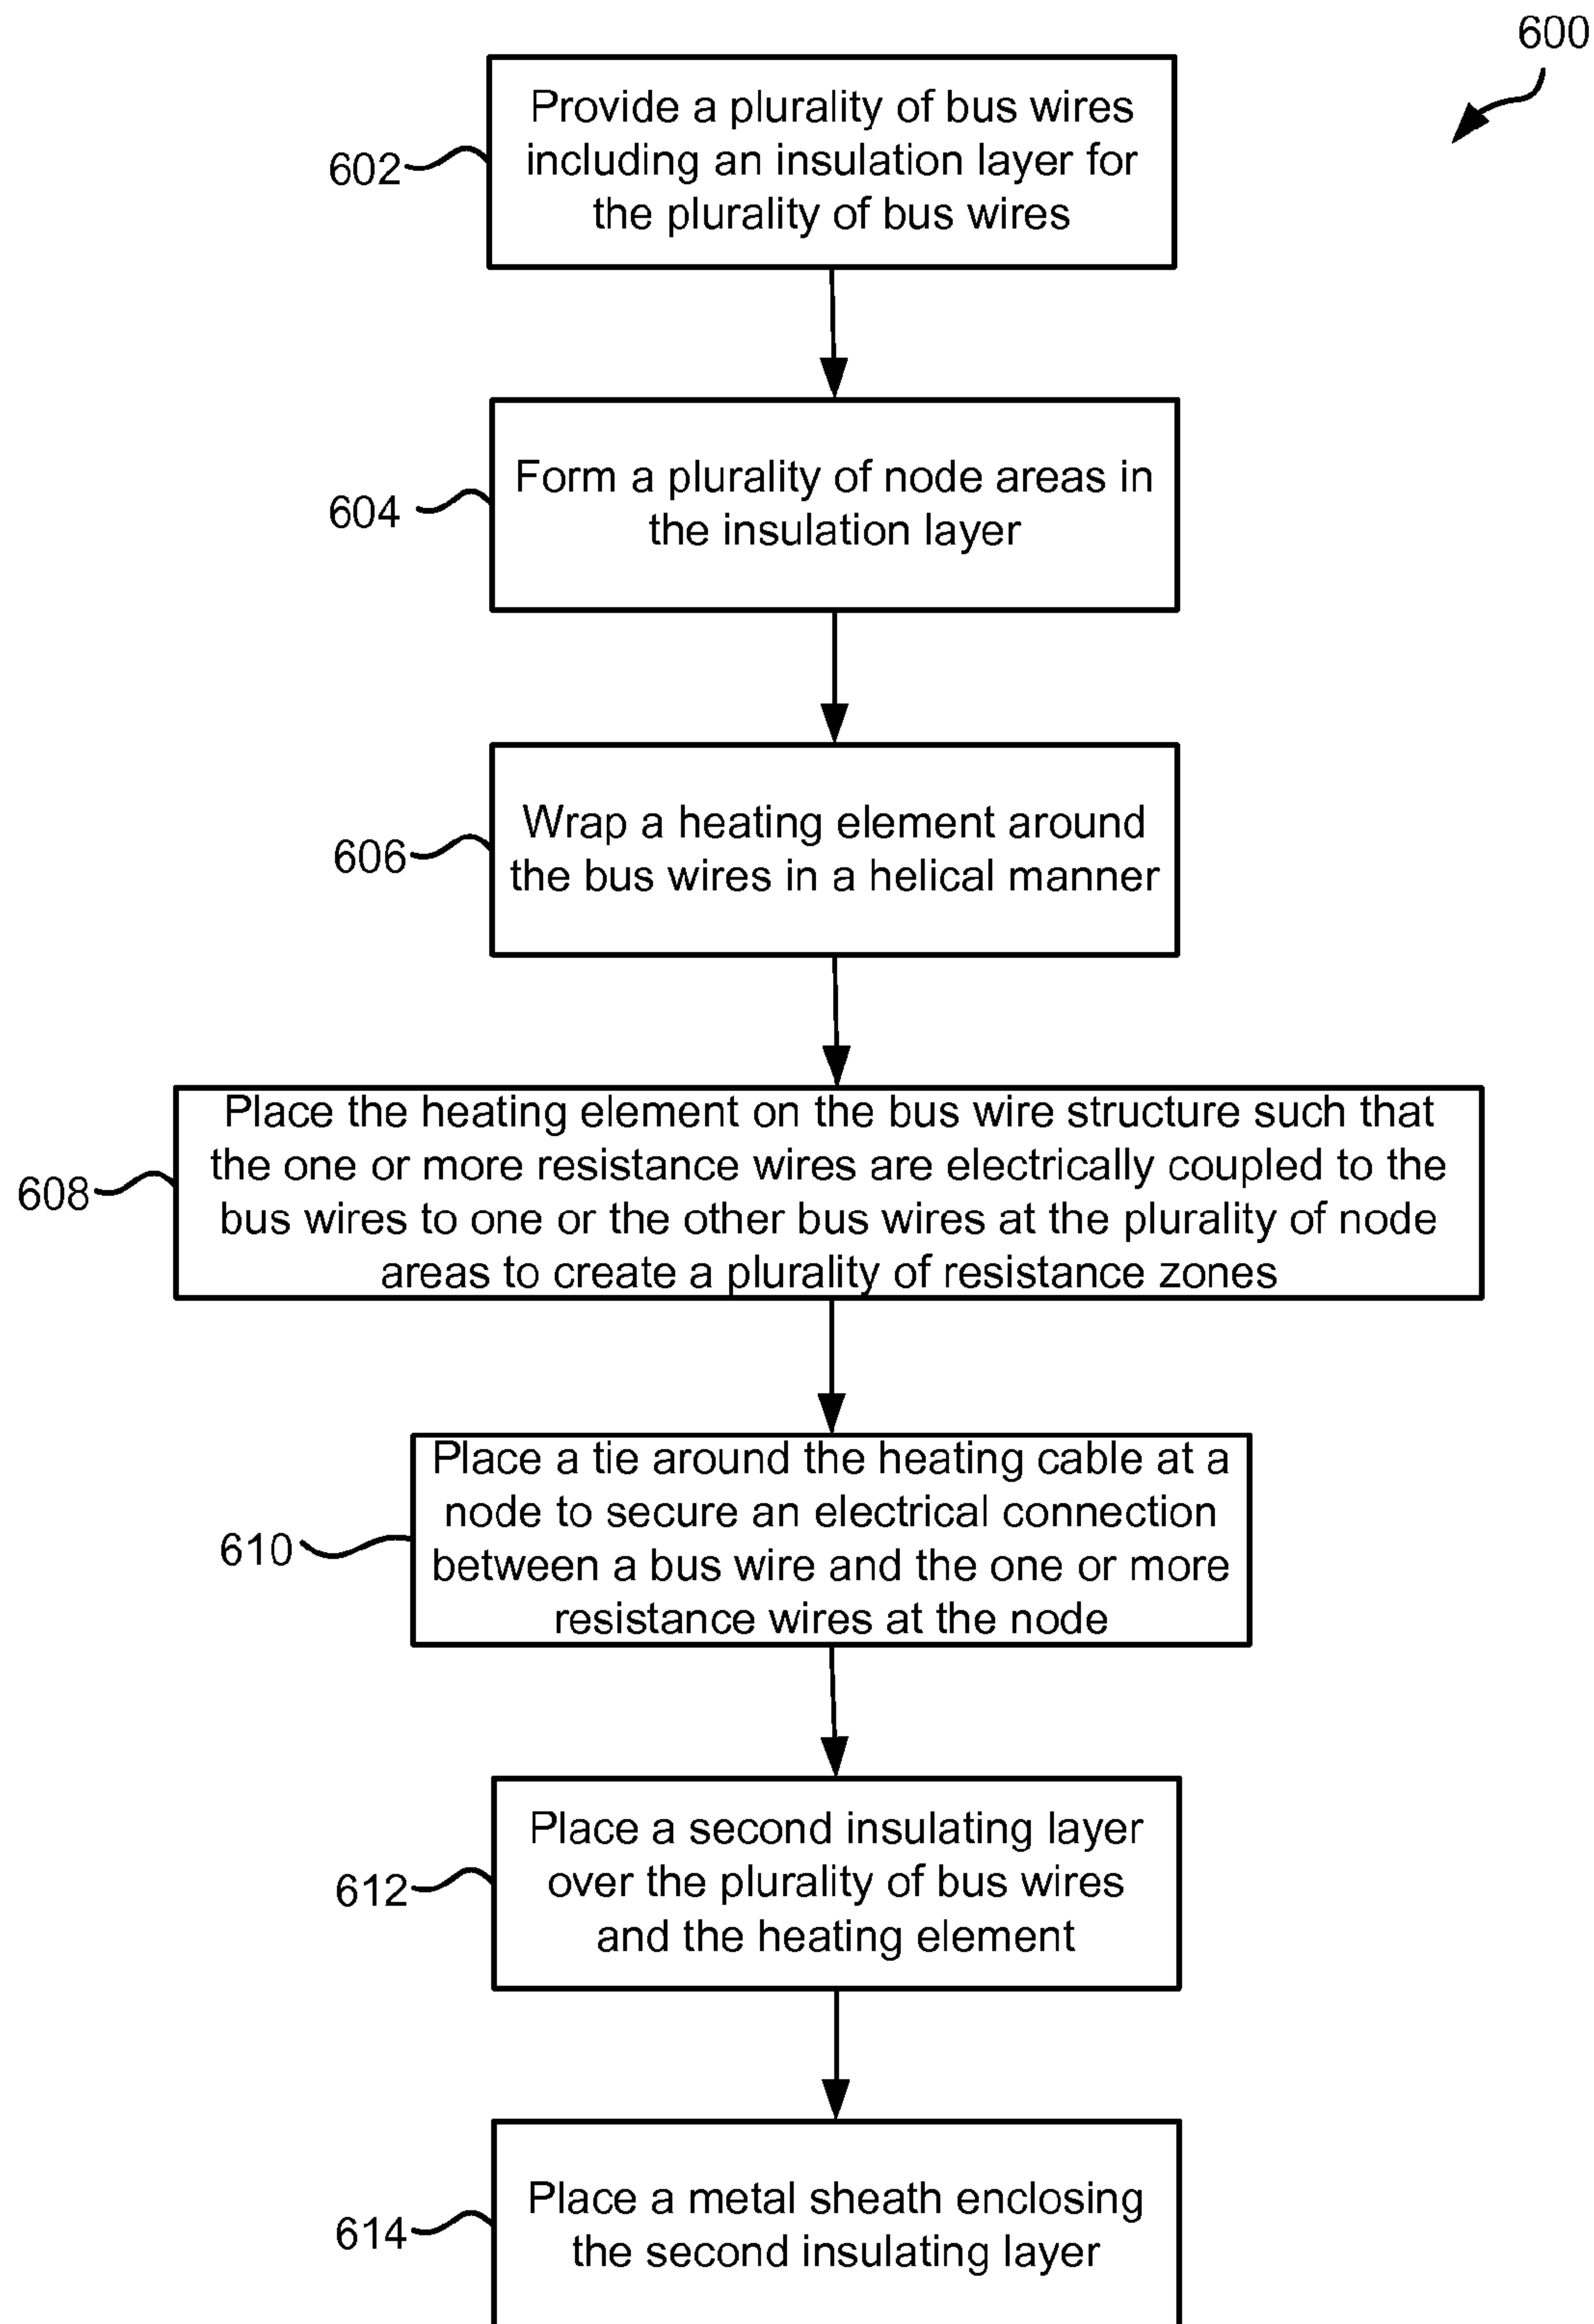 600
602
Provide a plurality of bus wires
including an insulation layer for
the plurality of bus wires
604
Form a plurality of node areas in
the insulation layer
606
Wrap a heating element around
the bus wires in a helical manner
608
Place the heating element on the bus wire structure such that
the one or more resistance wires are electrically coupled to the
bus wires to one or the other bus wires at the plurality of node
areas to create a plurality of resistance zones
610
Place a tie around the heating cable at a
node to secure an electrical connection
between a bus wire and the one or more
resistance wires at the node
612
Place a second insulating layer
over the plurality of bus wires
and the heating element
614
Place a metal sheath enclosing
the second insulating layer